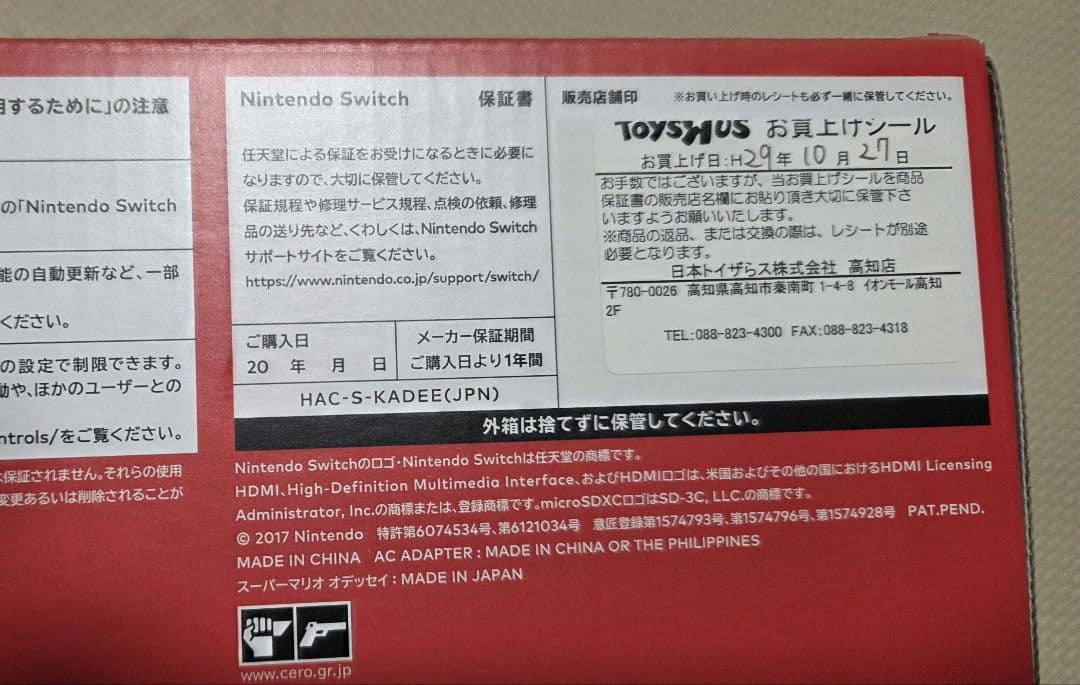 用するために」の注意
の「Nintendo Switch
能の自動更新など、一部
ください。
の設定で制限できます。
動や、ほかのユーザーとの
ntrols/をご覧ください。
は保証されません。それらの使用
変更あるいは削除されることが
Nintendo Switch 保証書
任天堂による保証をお受けになるときに必要に
なりますので、大切に保管してください。
保証規程や修理サービス規程、点検の依頼、修理
品の送り先など、くわしくは、Nintendo Switch
サポートサイトをご覧ください。
https://www.nintendo.co.jp/support/switch/
ご購入日
20 年 月 日
メーカー保証期間
ご購入日より1年間
HAC-S-KADEE(JPN)
販売店舗印 ※お買い上げ時のレシートも必ず一緒に保管してください。
TOYSЯUS お買上げシール
お買上げ日:H29年10月27日
お手数ではございますが、当お買上げシールを商品
保証書の販売店名欄にお貼り頂き大切に保管下さ
いますようお願いいたします。
※商品の返品、または交換の際は、レシートが別途
必要となります。
日本トイザらス株式会社 高知店
〒780-0026 高知県高知市秦南町1-4-8 イオンモール高知
2F
TEL:088-823-4300 FAX:088-823-4318
外箱は捨てずに保管してください。
Nintendo Switchのロゴ・Nintendo Switchは任天堂の商標です。
HDMI、High-Definition Multimedia Interface、およびHDMIロゴは、米国およびその他の国におけるHDMI Licensing
Administrator, Inc.の商標または、登録商標です。microSDXCロゴはSD-3C, LLC.の商標です。
© 2017 Nintendo 特許第6074534号、第6121034号 意匠登録第1574793号、第1574796号、第1574928号 PAT.PEND.
MADE IN CHINA AC ADAPTER : MADE IN CHINA OR THE PHILIPPINES
スーパーマリオ オデッセイ : MADE IN JAPAN
www.cero.gr.jp